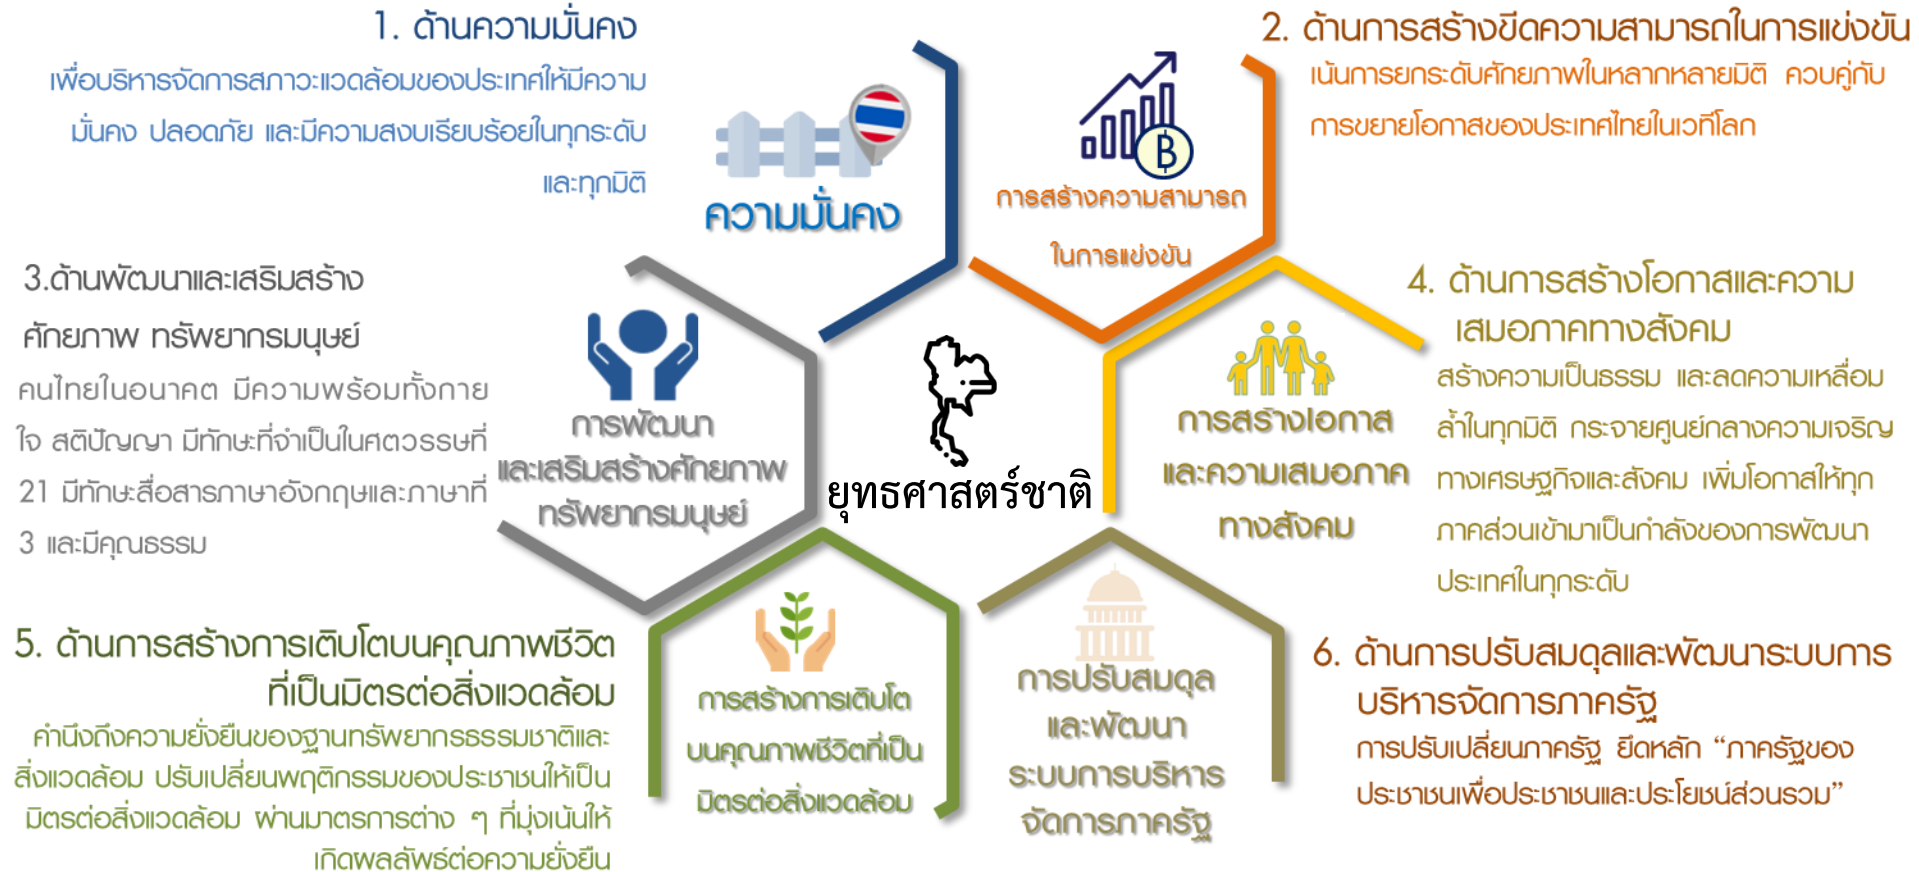 1. ด้านความมั่นคง
เพื่อบริหารจัดการสภาวะแวดล้อมของประเทศให้มีความ
มั่นคง ปลอดภัย และมีความสงบเรียบร้อยในทุกระดับ
และทุกมิติ
ความมั่นคง
฿
การสร้างความสามารถ
ในการแข่งขัน
2. ด้านการสร้างขีดความสามารถในการแข่งขัน
เน้นการยกระดับศักยภาพในหลากหลายมิติ ควบคู่กับ
การขยายโอกาสของประเทศไทยในเวทีโลก
3.ด้านพัฒนาและเสริมสร้าง
ศักยภาพ ทรัพยากรมนุษย์
คนไทยในอนาคต มีความพร้อมทั้งกาย
ใจ สติปัญญา มีทักษะที่จำเป็นในศตวรรษที่
21 มีทักษะสื่อสารภาษาอังกฤษและภาษาที่
3 และมีคุณธรรม
การพัฒนา
และเสริมสร้างศักยภาพ
ทรัพยากรมนุษย์
ยุทธศาสตร์ชาติ
การสร้างโอกาส
และความเสมอภาค
ทางสังคม
4. ด้านการสร้างโอกาสและความ
เสมอภาคทางสังคม
สร้างความเป็นธรรม และลดความเหลื่อม
ล้ำในทุกมิติ กระจายศูนย์กลางความเจริญ
ทางเศรษฐกิจและสังคม เพิ่มโอกาสให้ทุก
ภาคส่วนเข้ามาเป็นกำลังของการพัฒนา
ประเทศในทุกระดับ
5. ด้านการสร้างการเติบโตบนคุณภาพชีวิต
ที่เป็นมิตรต่อสิ่งแวดล้อม
คำนึงถึงความยั่งยืนของฐานทรัพยากรธรรมชาติและ
สิ่งแวดล้อม ปรับเปลี่ยนพฤติกรรมของประชาชนให้เป็น
มิตรต่อสิ่งแวดล้อม ผ่านมาตรการต่าง ๆ ที่มุ่งเน้นให้
เกิดผลลัพธ์ต่อความยั่งยืน
การสร้างการเติบโต
บนคุณภาพชีวิตที่เป็น
มิตรต่อสิ่งแวดล้อม
การปรับสมดุล
และพัฒนา
ระบบการบริหาร
จัดการภาครัฐ
6. ด้านการปรับสมดุลและพัฒนาระบบการ
บริหารจัดการภาครัฐ
การปรับเปลี่ยนภาครัฐ ยึดหลัก “ภาครัฐของ
ประชาชนเพื่อประชาชนและประโยชน์ส่วนรวม”